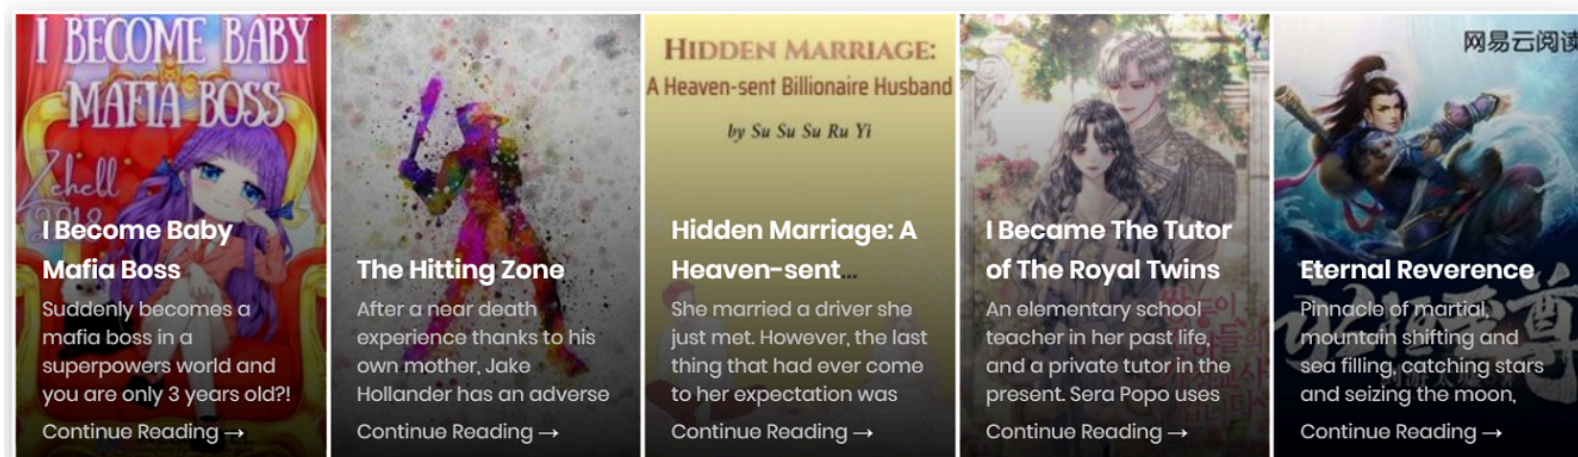 I BECOME BABY
MAFIA BOSS
Zehell
2018
I Become Baby
Mafia Boss
Suddenly becomes a
mafia boss in a
superpowers world and
you are only 3 years old?!
Continue Reading →
The Hitting Zone
After a near death
experience thanks to his
own mother, Jake
Hollander has an adverse
Continue Reading →
HIDDEN MARRIAGE:
A Heaven-sent Billionaire Husband
by Su Su Su Ru Yi
Hidden Marriage: A
Heaven-sent...
She married a driver she
just met. However, the last
thing that had ever come
to her expectation was
Continue Reading →
I Became The Tutor
of The Royal Twins
An elementary school
teacher in her past life,
and a private tutor in the
present. Sera Popo uses
Continue Reading →
网易云阅读
Eternal Reverence
Pinnacle of martial,
mountain shifting and
sea filling, catching stars
and seizing the moon,
Continue Reading →